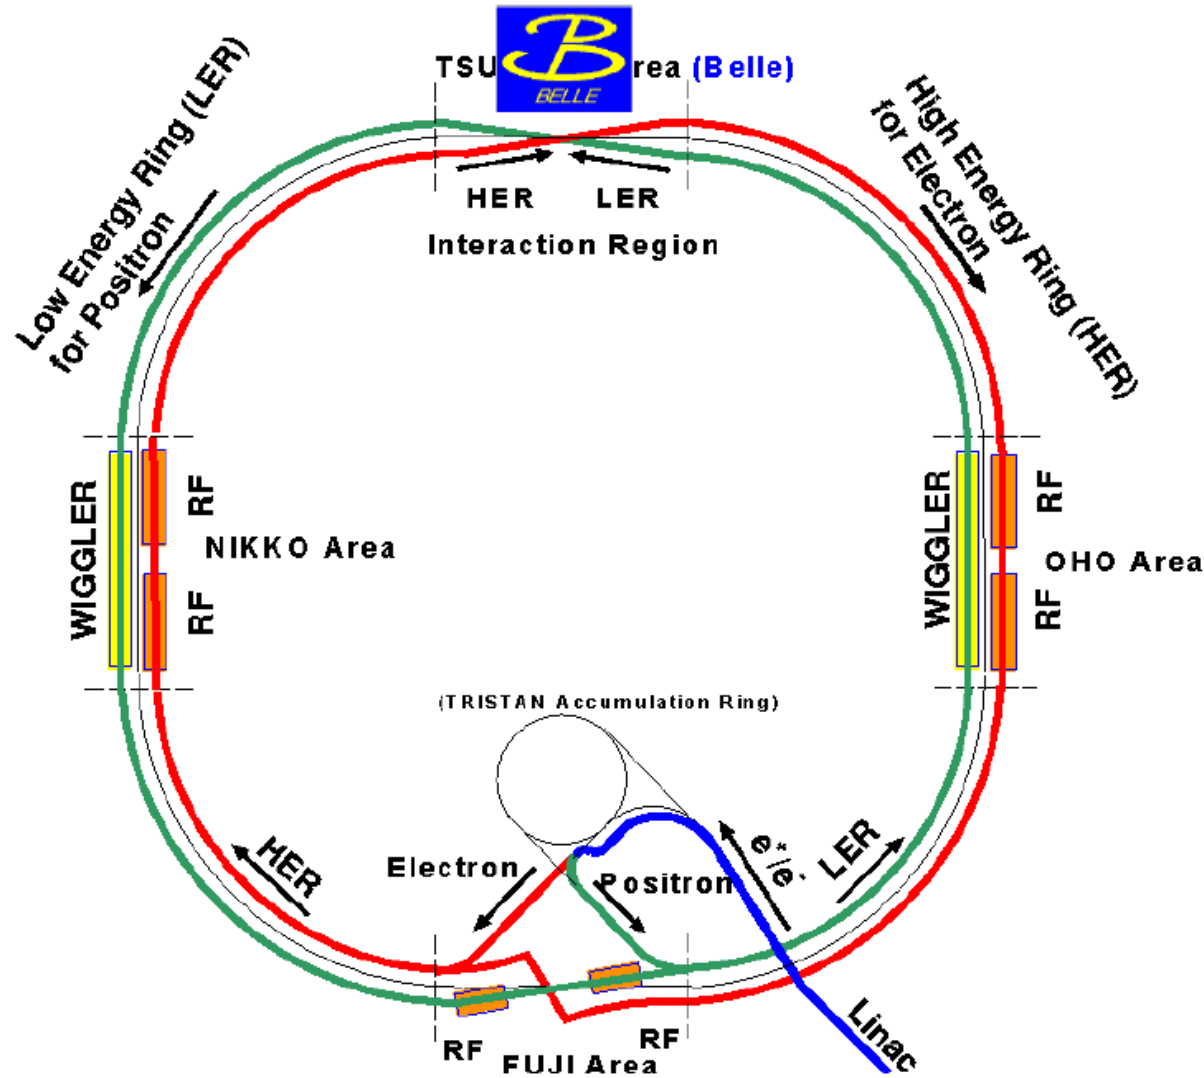 TSU rea (Belle)
B
BELLE
Low Energy Ring (LER)
for Positron
High Energy Ring (HER)
for Electron
HER
LER
Interaction Region
WIGGLER
RF
RF
NIKKO Area
WIGGLER
RF
RF
OHO Area
(TRISTAN Accumulation Ring)
HER
Electron
Positron
e+/e-
LER
RF
RF
FUJI Area
Linac